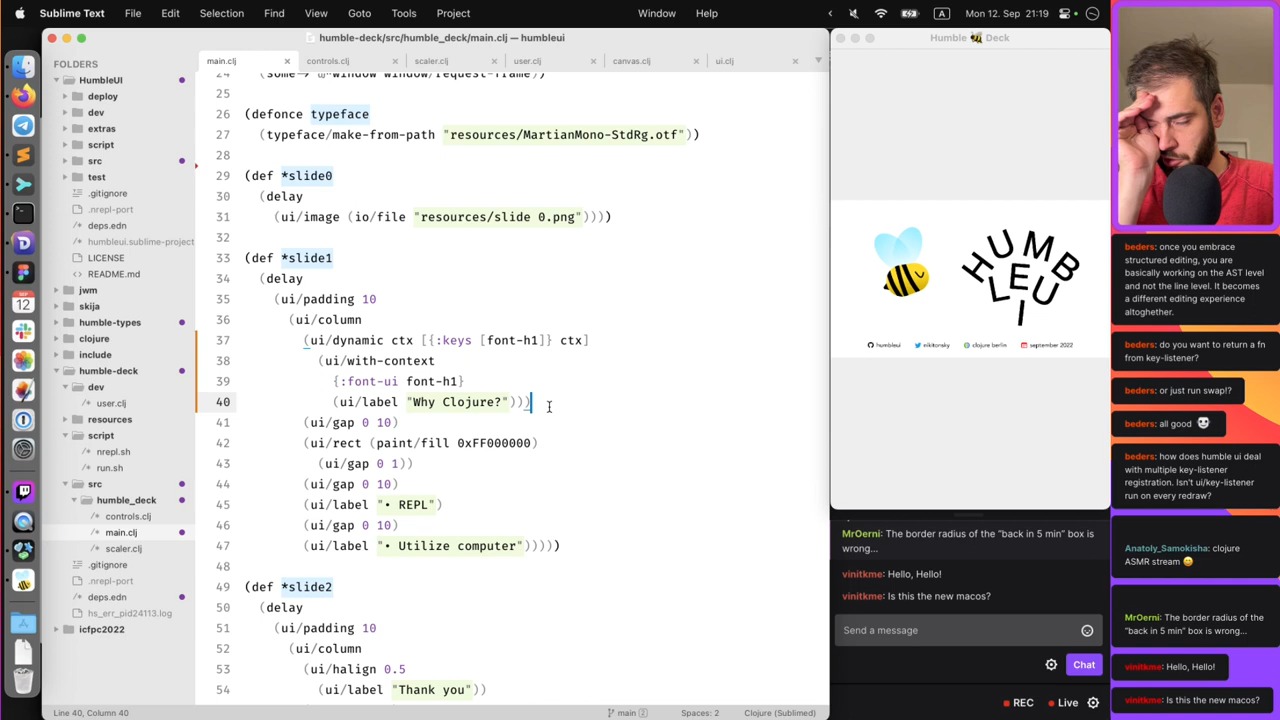 Sublime Text File Edit Selection Find View Goto Tools Project Window Help A Mon 12. Sep 21:19
humble-deck/src/humble_deck/main.clj — humbleui
FOLDERS
HumbleUI
deploy
dev
extras
script
src
test
.gitignore
.nrepl-port
deps.edn
humbleui.sublime-project
LICENSE
README.md
jwm
skija
humble-types
clojure
include
humble-deck
dev
user.clj
resources
script
nrepl.sh
run.sh
src
humble_deck
controls.clj
main.clj
scaler.clj
.gitignore
.nrepl-port
deps.edn
hs_err_pid24113.log
icfpc2022
main.clj controls.clj scaler.clj user.clj canvas.clj ui.clj
24 (some-> @*window window/request-frame))
25
26 (defonce typeface
27 (typeface/make-from-path "resources/MartianMono-StdRg.otf"))
28
29 (def *slide0
30 (delay
31 (ui/image (io/file "resources/slide 0.png"))))
32
33 (def *slide1
34 (delay
35 (ui/padding 10
36 (ui/column
37 (ui/dynamic ctx [{:keys [font-h1]} ctx]
38 (ui/with-context
39 {:font-ui font-h1}
40 (ui/label "Why Clojure?")))
41 (ui/gap 0 10)
42 (ui/rect (paint/fill 0xFF000000)
43 (ui/gap 0 1))
44 (ui/gap 0 10)
45 (ui/label "• REPL")
46 (ui/gap 0 10)
47 (ui/label "• Utilize computer")))))
48
49 (def *slide2
50 (delay
51 (ui/padding 10
52 (ui/column
53 (ui/halign 0.5
54 (ui/label "Thank you"))
Line 40, Column 40 main 2 Spaces: 2 Clojure (Sublimed)
Humble 🐝 Deck
HUMBLEUI
humbleui nikitonsky clojure berlin september 2022
MrOerni: The border radius of the "back in 5 min" box is
wrong...
vinitkme: Hello, Hello!
vinitkme: Is this the new macos?
Send a message
Chat
REC Live
beders: once you embrace
structured editing, you are
basically working on the AST level
and not the line level. It becomes
a different editing experience
altoghether.
beders: do you want to return a fn
from key-listener?
beders: or just run swap!?
beders: all good
beders: how does humble ui deal
with multiple key-listener
registration. Isn't ui/key-listener
run on every redraw?
Anatoly_Samokisha: clojure
ASMR stream 😄
MrOerni: The border radius of the
"back in 5 min" box is wrong...
vinitkme: Hello, Hello!
vinitkme: Is this the new macos?